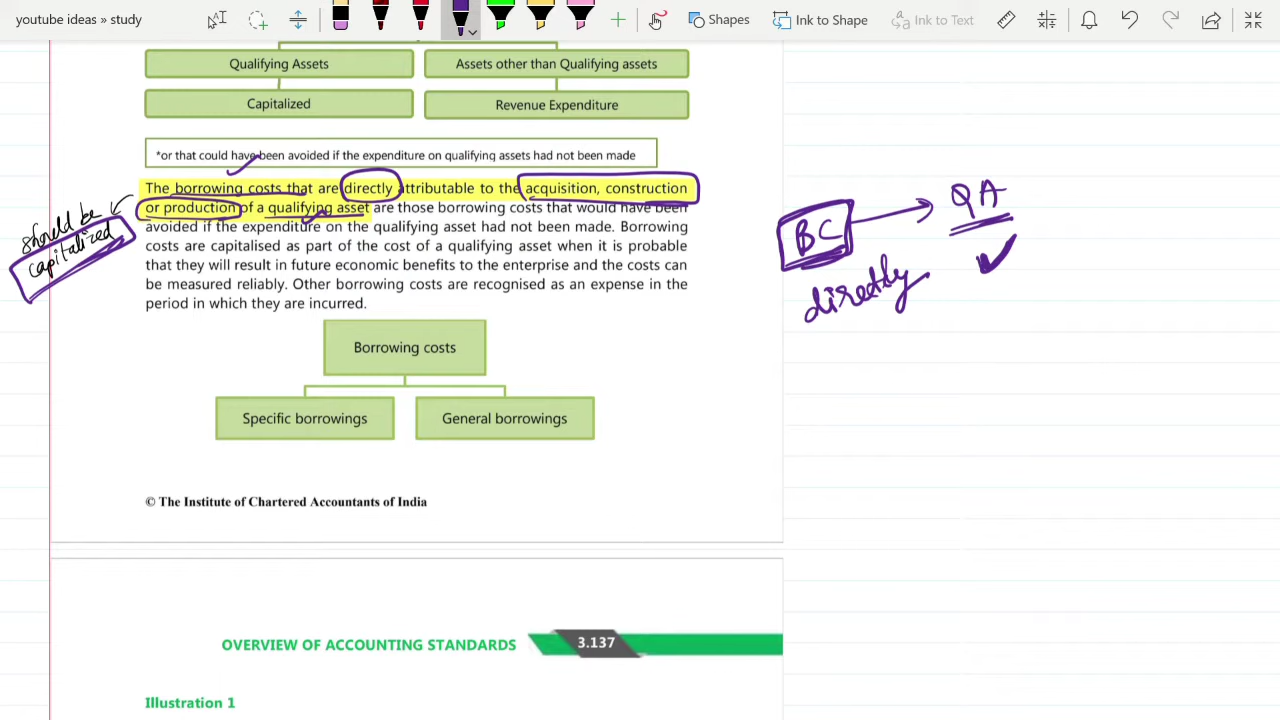 youtube ideas » study
Shapes
Ink to Shape
Ink to Text
Qualifying Assets
Assets other than Qualifying assets
Capitalized
Revenue Expenditure
*or that could have been avoided if the expenditure on qualifying assets had not been made
The borrowing costs that are directly attributable to the acquisition, construction
or production of a qualifying asset are those borrowing costs that would have been
avoided if the expenditure on the qualifying asset had not been made. Borrowing
costs are capitalised as part of the cost of a qualifying asset when it is probable
that they will result in future economic benefits to the enterprise and the costs can
be measured reliably. Other borrowing costs are recognised as an expense in the
period in which they are incurred.
should be
capitalized
BC
QA
directly
Borrowing costs
Specific borrowings
General borrowings
© The Institute of Chartered Accountants of India
OVERVIEW OF ACCOUNTING STANDARDS
3.137
Illustration 1